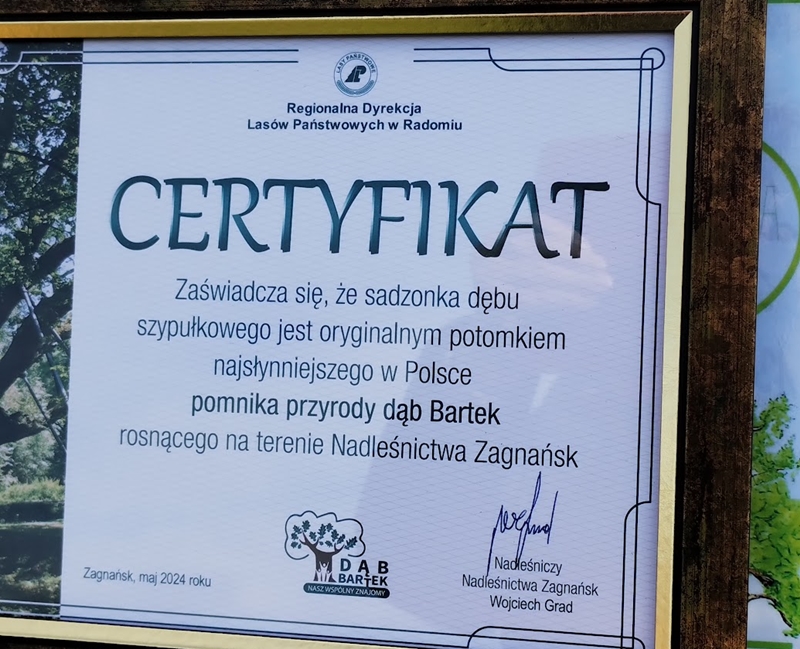 LASY PAŃSTWOWE
Regionalna Dyrekcja
Lasów Państwowych w Radomiu
CERTYFIKAT
Zaświadcza się, że sadzonka dębu
szypułkowego jest oryginalnym potomkiem
najsłynniejszego w Polsce
pomnika przyrody dąb Bartek
rosnącego na terenie Nadleśnictwa Zagnańsk
DĄB
BARTEK
NASZ WSPÓLNY ZNAJOMY
Zagnańsk, maj 2024 roku
Nadleśniczy
Nadleśnictwa Zagnańsk
Wojciech Grad